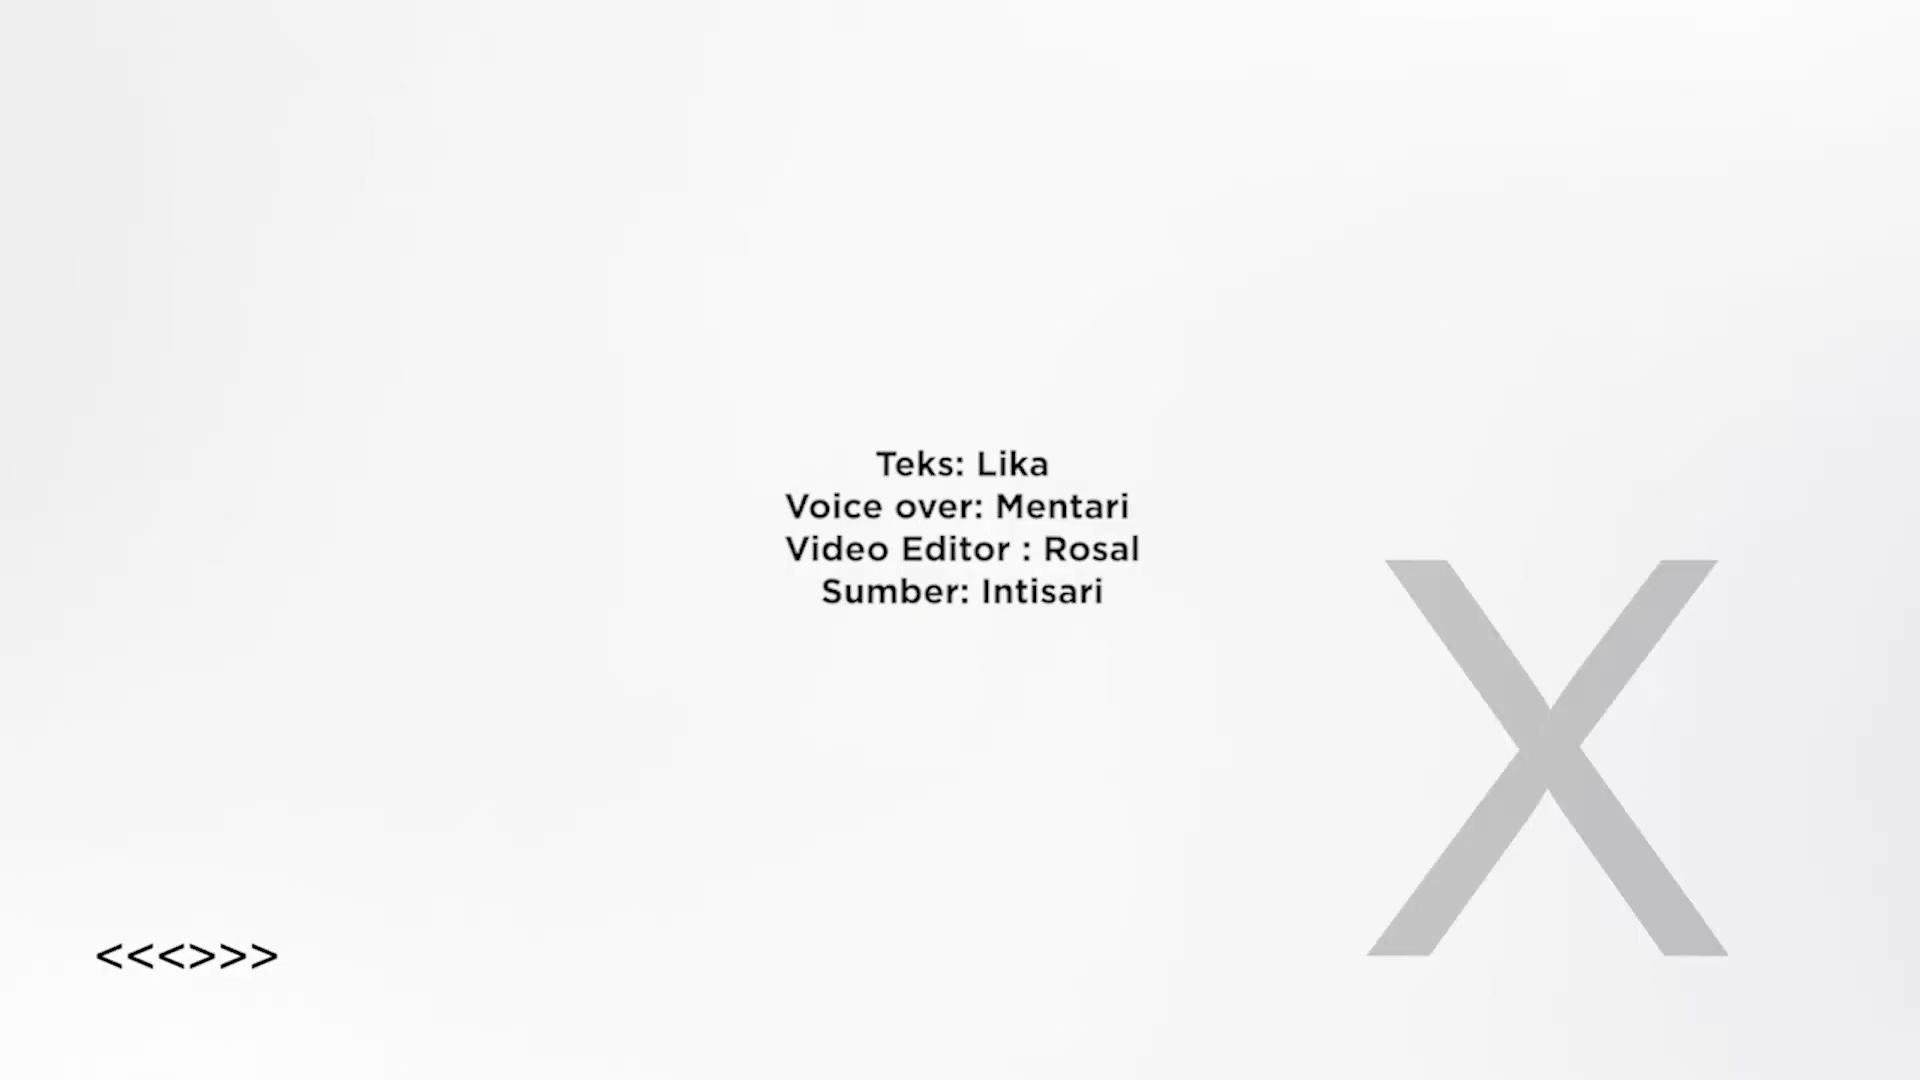 Teks: Lika
Voice over: Mentari
Video Editor : Rosal
Sumber: Intisari
X
<<<>>>